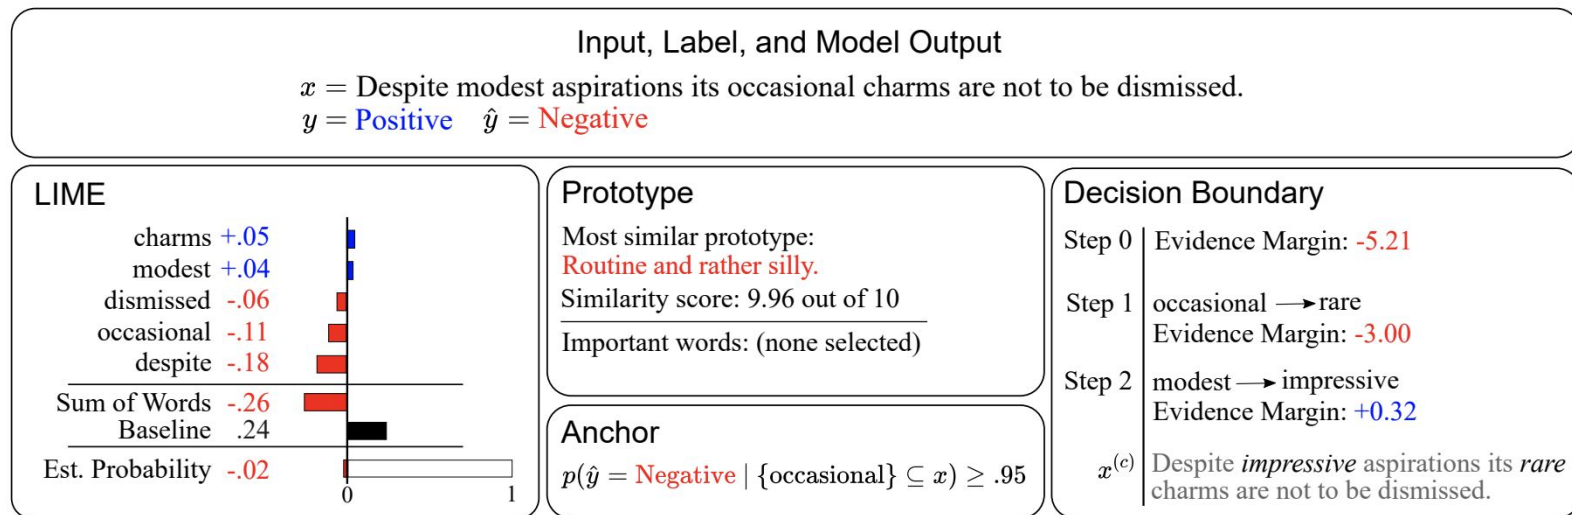 Input, Label, and Model Output
x = Despite modest aspirations its occasional charms are not to be dismissed.
y = Positive ŷ = Negative
LIME
charms +.05
modest +.04
dismissed -.06
occasional -.11
despite -.18
Sum of Words -.26
Baseline .24
Est. Probability -.02
0 1
Prototype
Most similar prototype:
Routine and rather silly.
Similarity score: 9.96 out of 10
Important words: (none selected)
Anchor
p(ŷ = Negative | {occasional} ⊆ x) ≥ .95
Decision Boundary
Step 0 Evidence Margin: -5.21
Step 1 occasional → rare
Evidence Margin: -3.00
Step 2 modest → impressive
Evidence Margin: +0.32
x⁽ᶜ⁾ Despite impressive aspirations its rare
charms are not to be dismissed.